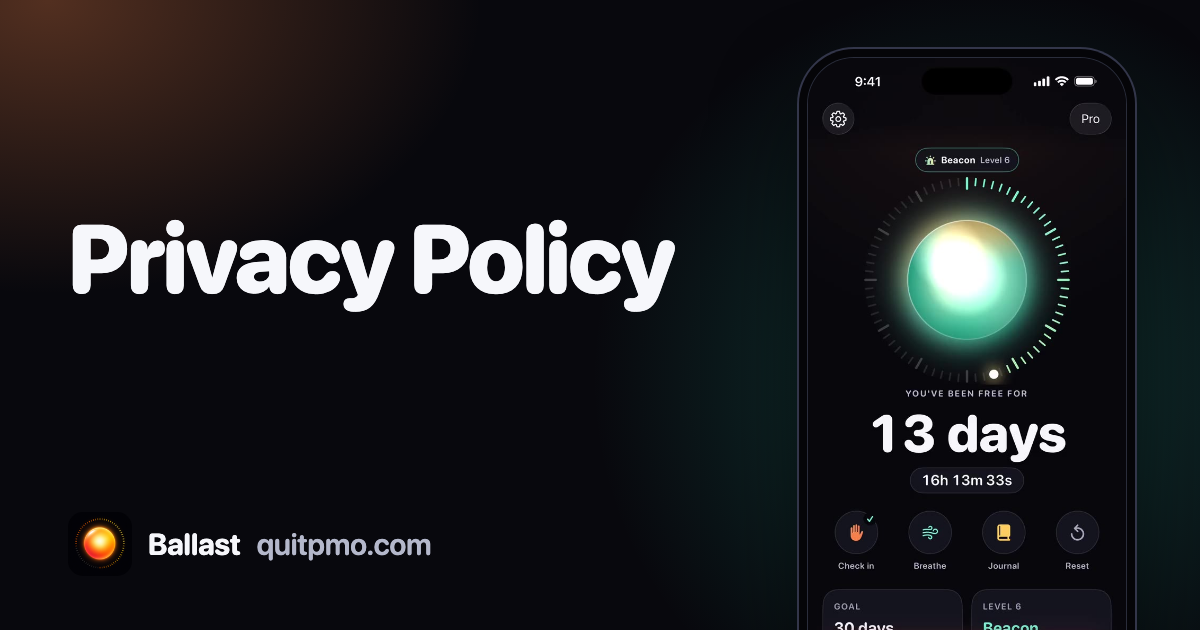 Privacy Policy
Ballast quitpmo.com
9:41
Pro
Beacon Level 6
YOU'VE BEEN FREE FOR
13 days
16h 13m 33s
Check in Breathe Journal Reset
GOAL LEVEL 6
30 days Beacon